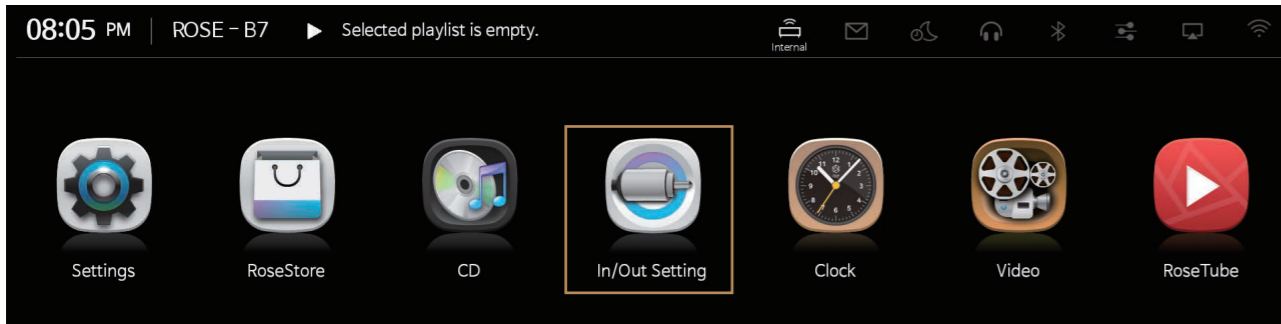 08:05 PM ROSE - B7 Selected playlist is empty.
Internal
Settings RoseStore CD In/Out Setting Clock Video RoseTube